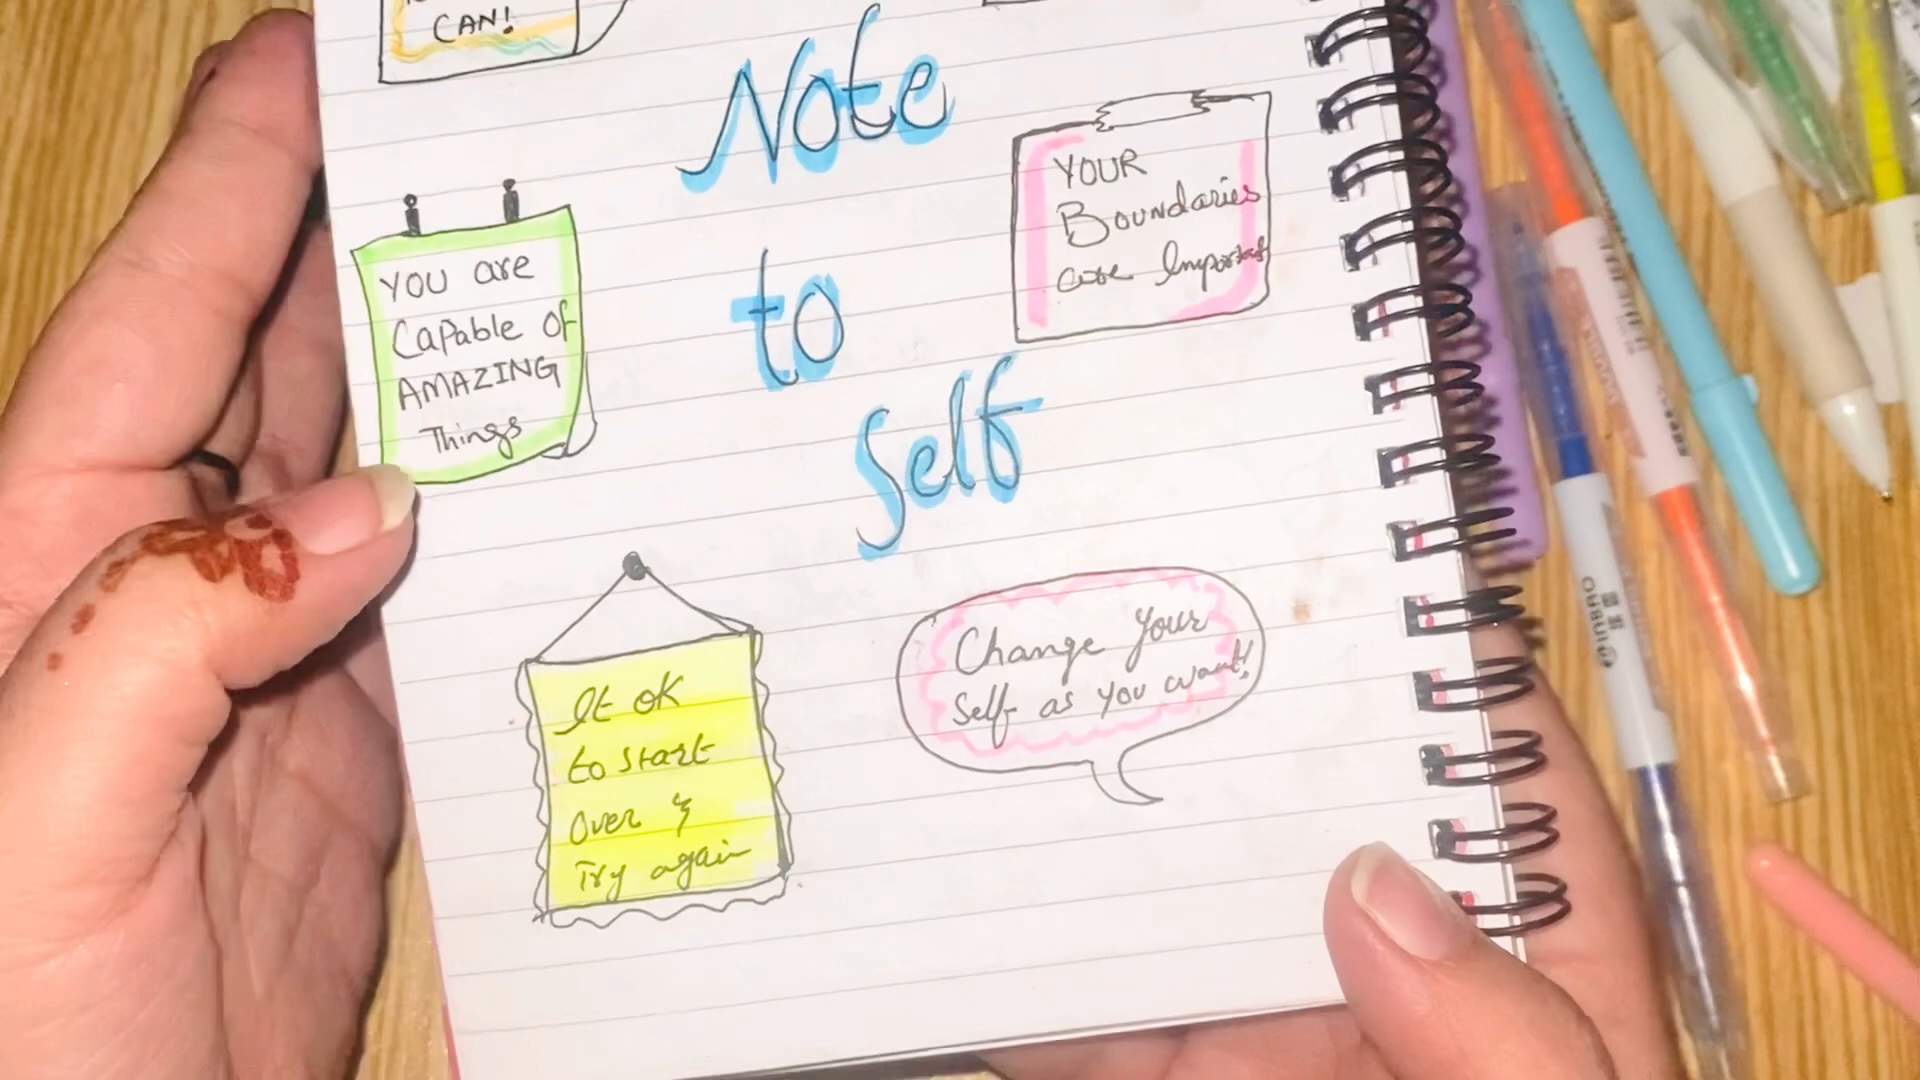 CAN!
Note
to
Self
YOU are
Capable of
AMAZING
Things
YOUR
Boundaries
are Important
It ok
to start
over &
Try again
Change Your
Self as you want!